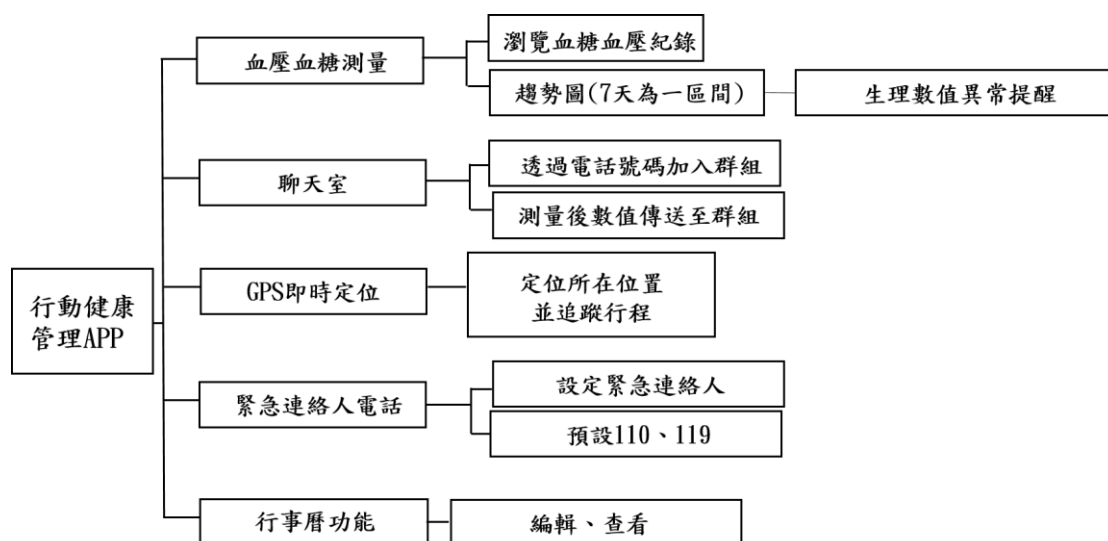 行動健康
管理APP
血壓血糖測量
瀏覽血糖血壓紀錄
趨勢圖(7天為一區間)
生理數值異常提醒
聊天室
透過電話號碼加入群組
測量後數值傳送至群組
GPS即時定位
定位所在位置
並追蹤行程
緊急連絡人電話
設定緊急連絡人
預設110、119
行事曆功能
編輯、查看